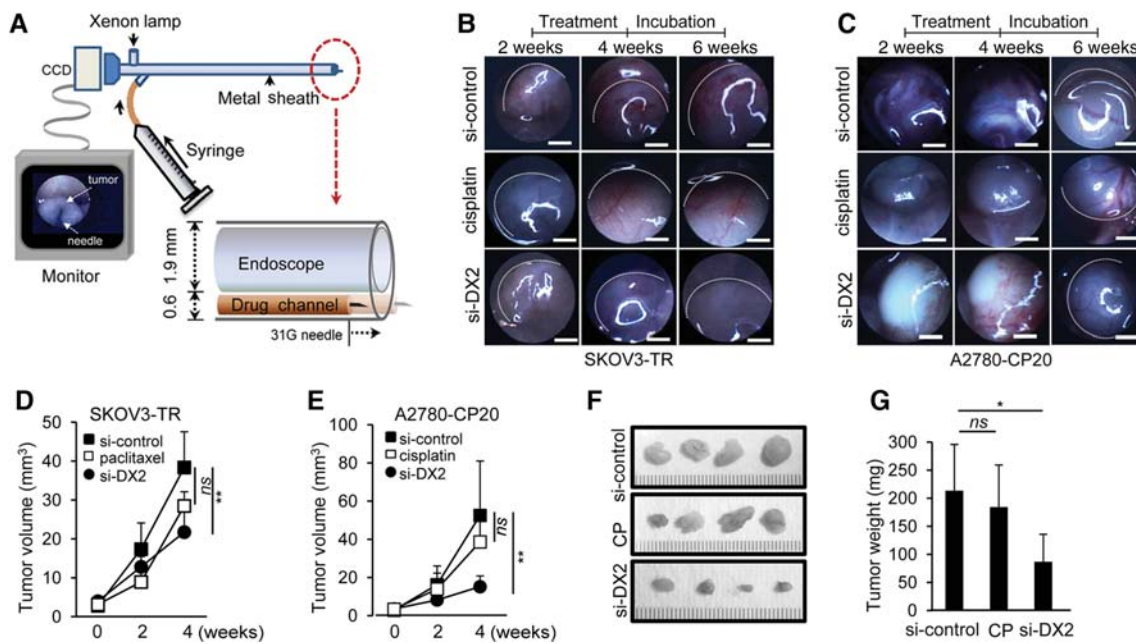 A
Xenon lamp
CCD
Metal sheath
Syringe
tumor
needle
Monitor
0.6 1.9 mm
Endoscope
Drug channel
31G needle
B
Treatment Incubation
2 weeks 4 weeks 6 weeks
si-control
cisplatin
si-DX2
SKOV3-TR
C
Treatment Incubation
2 weeks 4 weeks 6 weeks
si-control
cisplatin
si-DX2
A2780-CP20
D
SKOV3-TR
Tumor volume (mm³)
50
40
30
20
10
0
si-control
paclitaxel
si-DX2
ns
**
0 2 4 (weeks)
E
A2780-CP20
Tumor volume (mm³)
100
80
60
40
20
0
si-control
cisplatin
si-DX2
ns
**
0 2 4 (weeks)
F
si-control
CP
si-DX2
G
*
ns
Tumor weight (mg)
300
250
200
150
100
50
0
si-control CP si-DX2